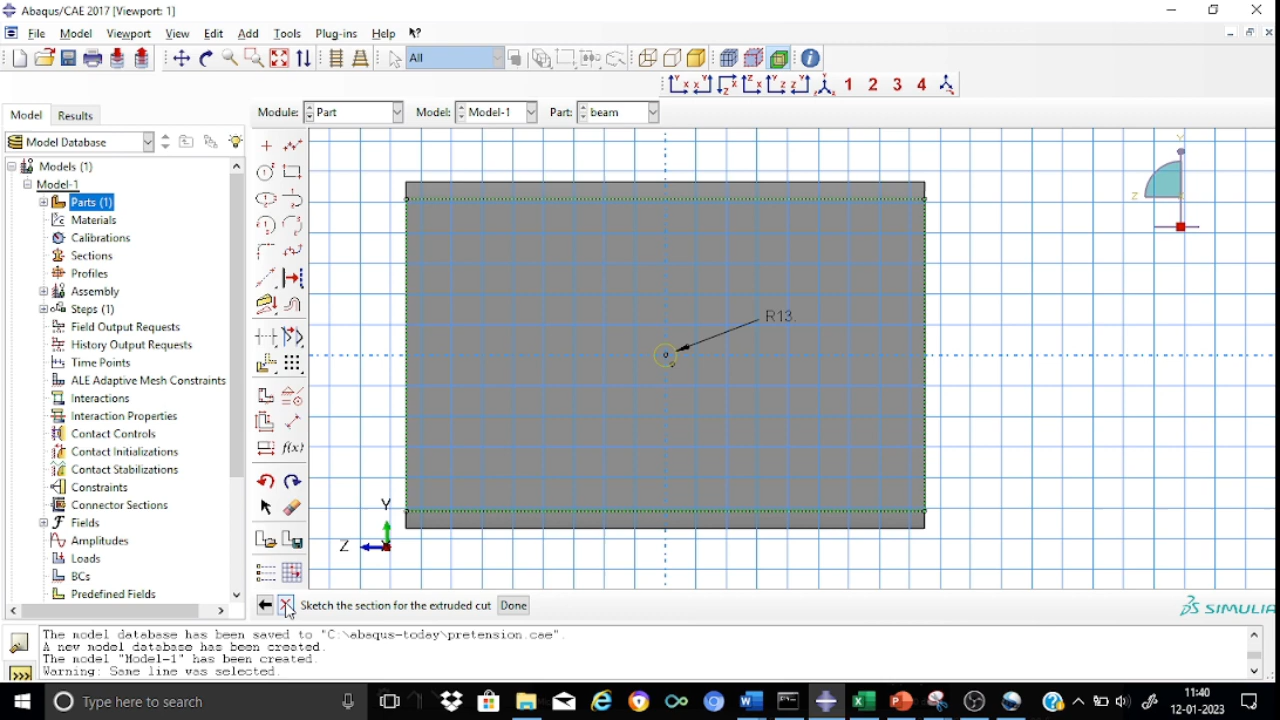 Abaqus/CAE 2017 [Viewport: 1]
File Model Viewport View Edit Add Tools Plug-ins Help
All
1 2 3 4
Model Results
Module: Part Model: Model-1 Part: beam
Model Database
Models (1)
Model-1
Parts (1)
Materials
Calibrations
Sections
Profiles
Assembly
Steps (1)
Field Output Requests
History Output Requests
Time Points
ALE Adaptive Mesh Constraints
Interactions
Interaction Properties
Contact Controls
Contact Initializations
Contact Stabilizations
Constraints
Connector Sections
Fields
Amplitudes
Loads
BCs
Predefined Fields
f(x)
R13.
Y
Z
Y
Z
Sketch the section for the extruded cut Done
SIMULIA
The model database has been saved to "C:\abaqus-today\pretension.cae".
A new model database has been created.
The model "Model-1" has been created.
Warning: Same line was selected.
>>>
Type here to search
11:40
12-01-2023